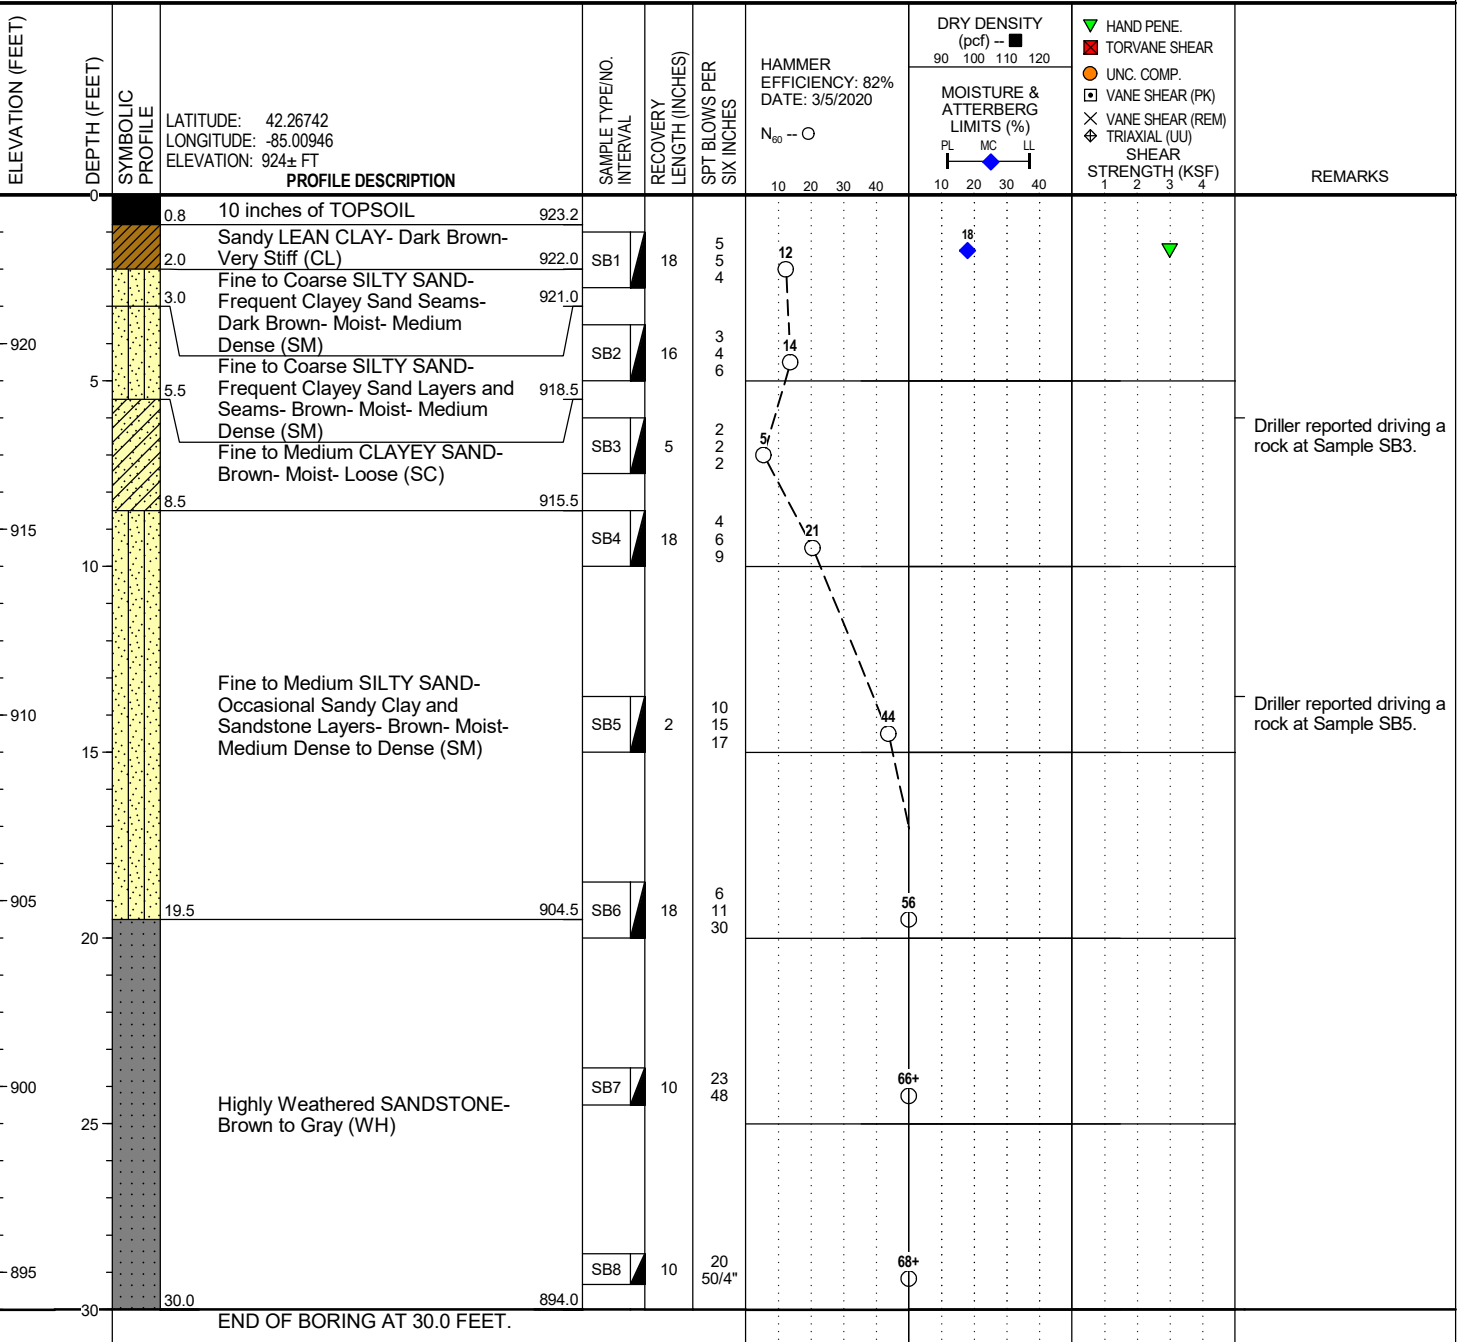 ELEVATION (FEET)
DEPTH (FEET)
SYMBOLIC
PROFILE
LATITUDE: 42.26742
LONGITUDE: -85.00946
ELEVATION: 924± FT
PROFILE DESCRIPTION
SAMPLE TYPE/NO.
INTERVAL
RECOVERY
LENGTH (INCHES)
SPT BLOWS PER
SIX INCHES
HAMMER
EFFICIENCY: 82%
DATE: 3/5/2020
N60 --
10 20 30 40
DRY DENSITY
(pcf) --
90 100 110 120
MOISTURE &
ATTERBERG
LIMITS (%)
PL MC LL
10 20 30 40
HAND PENE.
TORVANE SHEAR
UNC. COMP.
VANE SHEAR (PK)
VANE SHEAR (REM)
TRIAXIAL (UU)
SHEAR
STRENGTH (KSF)
1 2 3 4
REMARKS
0
0.8 10 inches of TOPSOIL 923.2
Sandy LEAN CLAY- Dark Brown-
2.0 Very Stiff (CL) 922.0
SB1
18
5
5
4
12
18
Fine to Coarse SILTY SAND-
3.0 Frequent Clayey Sand Seams- 921.0
Dark Brown- Moist- Medium
Dense (SM)
920
SB2
16
3
4
6
14
5
Fine to Coarse SILTY SAND-
5.5 Frequent Clayey Sand Layers and 918.5
Seams- Brown- Moist- Medium
Dense (SM)
Fine to Medium CLAYEY SAND-
Brown- Moist- Loose (SC)
SB3
5
2
2
2
5
Driller reported driving a
rock at Sample SB3.
8.5 915.5
915
SB4
18
4
6
9
21
10
Fine to Medium SILTY SAND-
Occasional Sandy Clay and
Sandstone Layers- Brown- Moist-
Medium Dense to Dense (SM)
910
SB5
2
10
15
17
44
Driller reported driving a
rock at Sample SB5.
15
905
19.5 904.5
SB6
18
6
11
30
56
20
900
SB7
10
23
48
66+
Highly Weathered SANDSTONE-
Brown to Gray (WH)
25
895
SB8
10
20
50/4"
68+
30.0 894.0
30
END OF BORING AT 30.0 FEET.